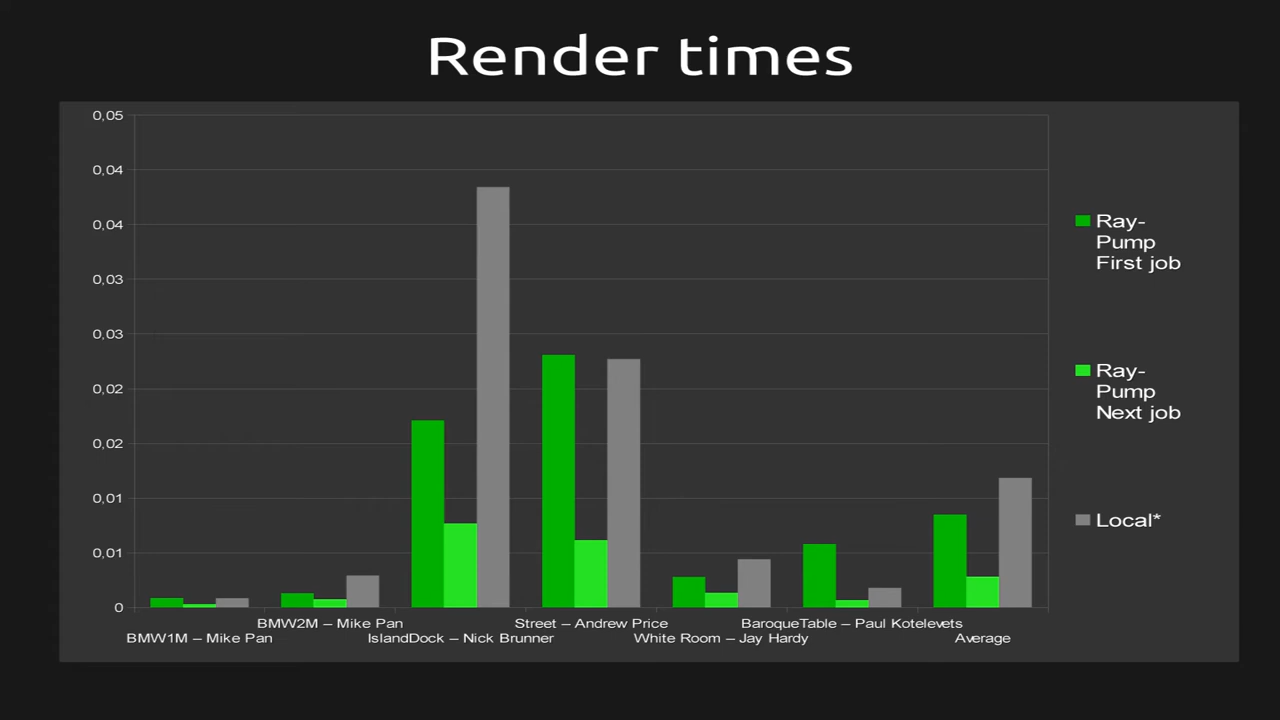 Render times
0,05
0,04
0,04
0,03
0,03
0,02
0,02
0,01
0,01
0
Ray-
Pump
First job
Ray-
Pump
Next job
Local*
BMW2M – Mike Pan
Street – Andrew Price
BaroqueTable – Paul Kotelevets
BMW1M – Mike Pan
IslandDock – Nick Brunner
White Room – Jay Hardy
Average